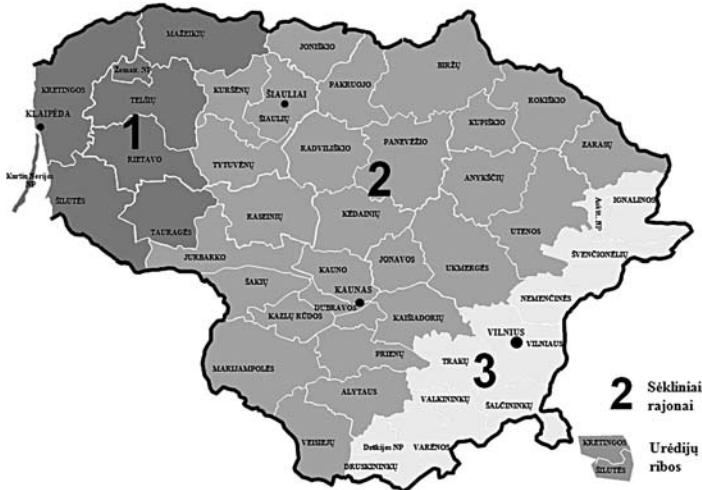 MAŽEIKIŲ
JONIŠKIO
BIRŽŲ
Žemait. NP
KRETINGOS
TELŠIŲ
KURŠĖNŲ
ŠIAULIAI
PAKRUOJO
ROKIŠKIO
KLAIPĖDA
1
ŠIAULIŲ
KUPIŠKIO
RIETAVO
TYTUVĖNŲ
RADVILIŠKIO
PANEVĖŽIO
ZARASŲ
2
ANYKŠČIŲ
Kuršių Nerijos
NP
ŠILUTĖS
TAURAGĖS
RASEINIŲ
KĖDAINIŲ
UTENOS
IGNALINOS
JURBARKO
ŠVENČIONĖLIŲ
KAUNO
JONAVOS
UKMERGĖS
ŠAKIŲ
KAUNAS
NEMENČINĖS
DUBRAVOS
KAZLŲ RŪDOS
KAIŠIADORIŲ
VILNIUS
VILNIAUS
PRIENŲ
TRAKŲ
MARIJAMPOLĖS
3
ALYTAUS
VALKININKŲ
ŠALČININKŲ
VEISIEJŲ
Dzūkijos NP
VARĖNOS
DRUSKININKŲ
2 Sėkliniai
rajonai
KRETINGOS
ŠILUTĖS
Urėdijų
ribos